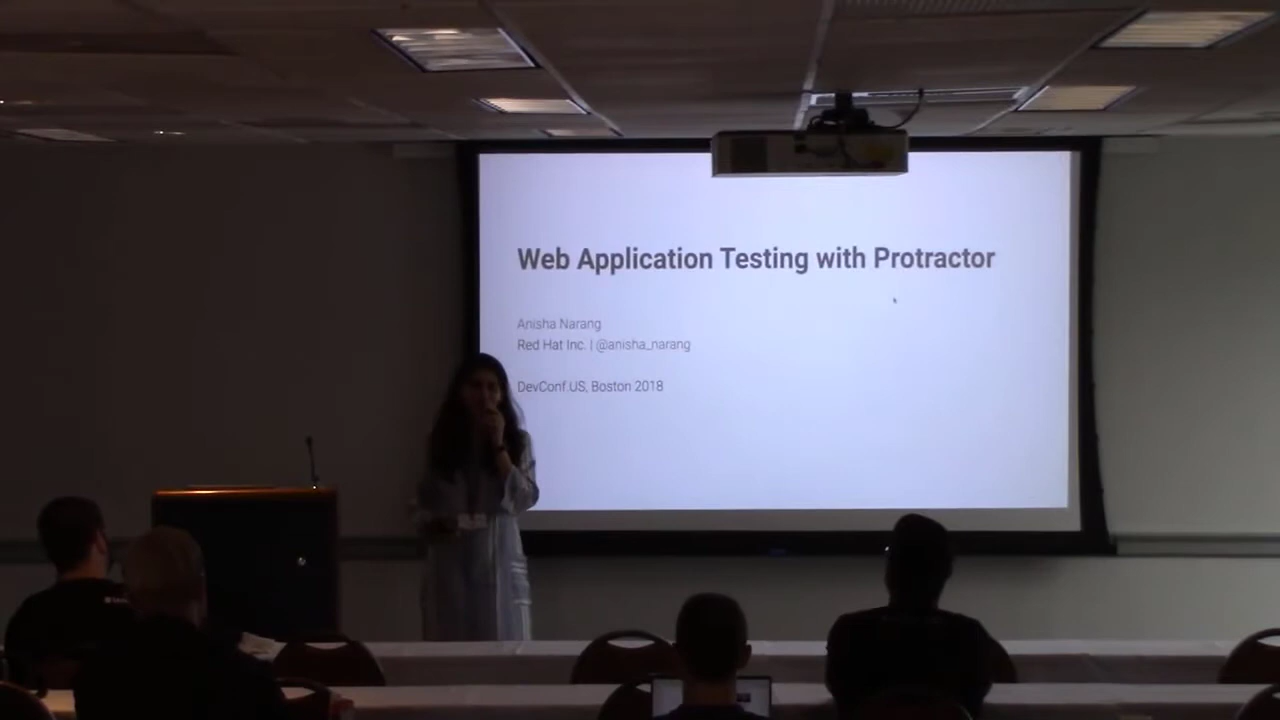 Web Application Testing with Protractor
Anisha Narang
Red Hat Inc. | @anisha_narang
DevConf.US, Boston 2018